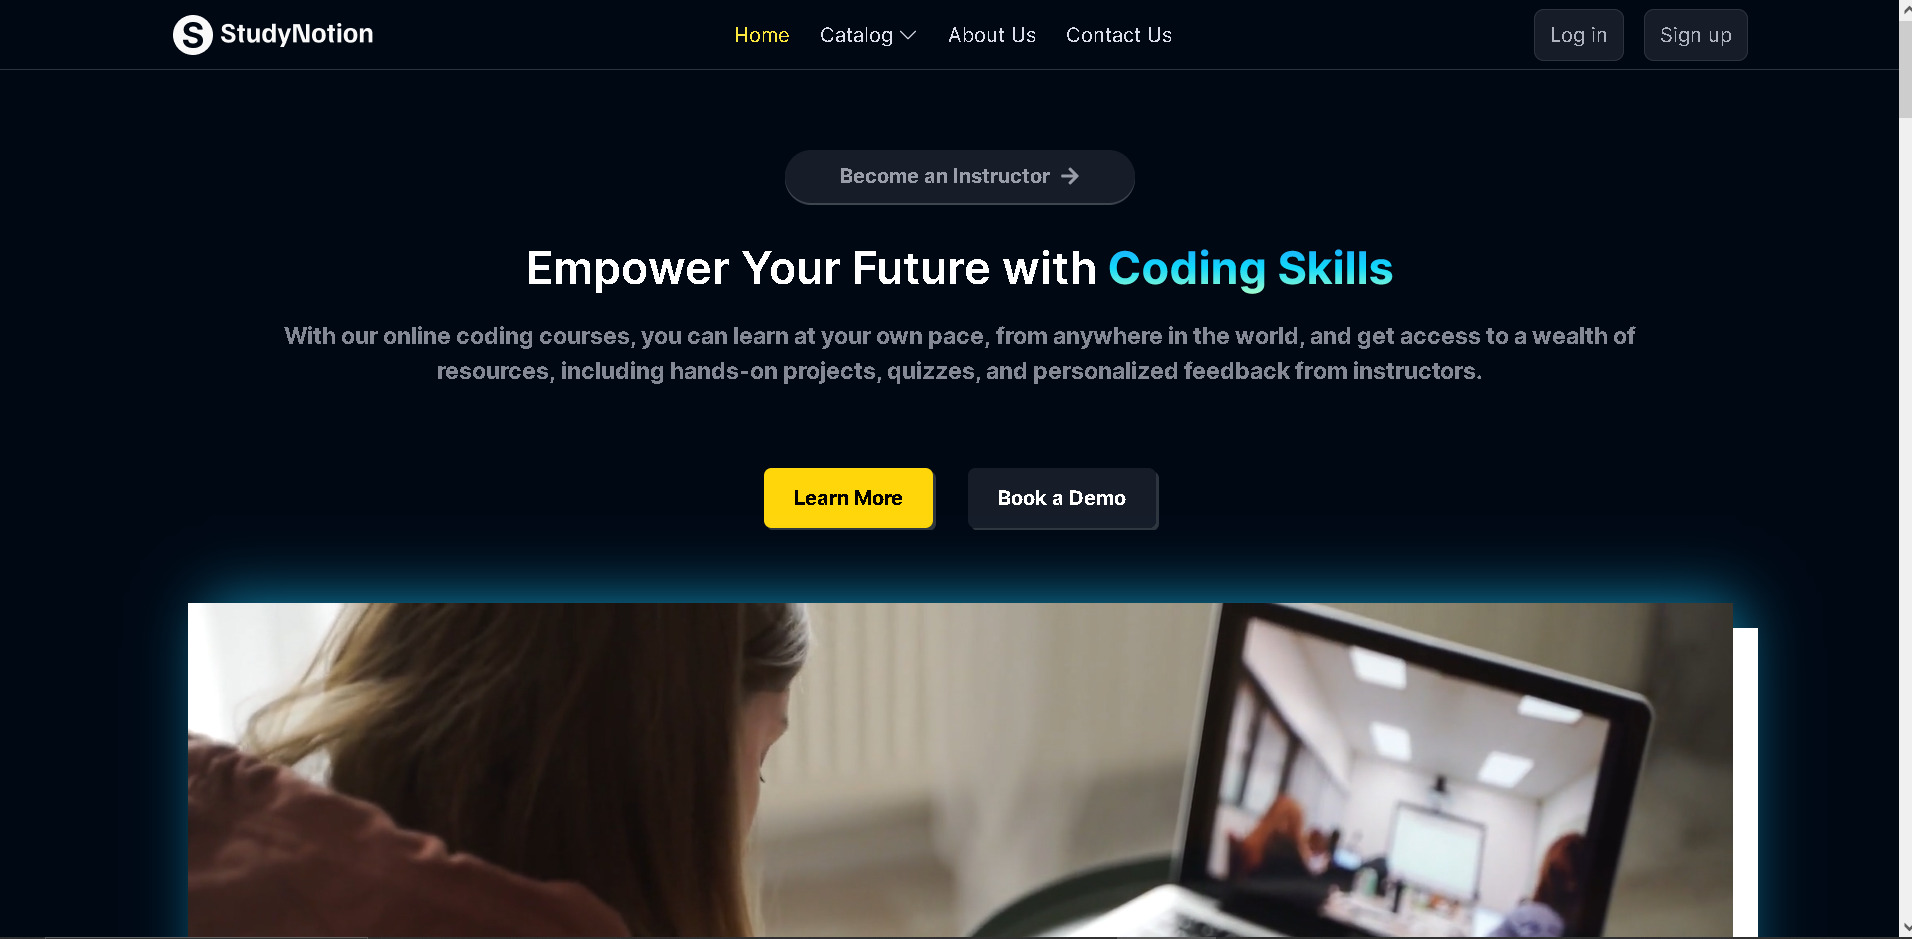 StudyNotion
Home Catalog About Us Contact Us
Log in Sign up
Become an Instructor →
Empower Your Future with Coding Skills
With our online coding courses, you can learn at your own pace, from anywhere in the world, and get access to a wealth of
resources, including hands-on projects, quizzes, and personalized feedback from instructors.
Learn More Book a Demo